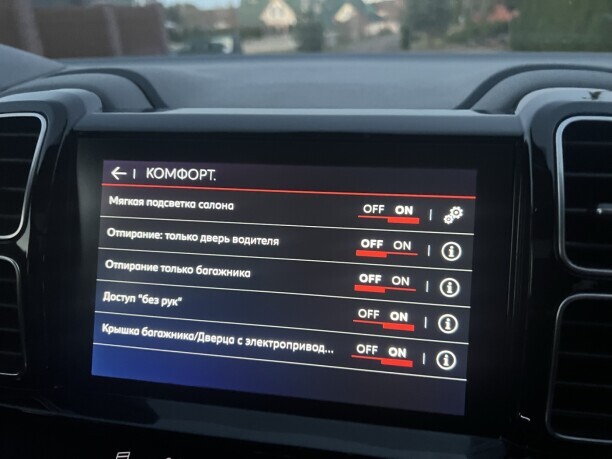 ← | КОМФОРТ.
Мягкая подсветка салона OFF ON |
Отпирание: только дверь водителя OFF ON | i
Отпирание только багажника OFF ON | i
Доступ "без рук" OFF ON | i
Крышка багажника/Дверца с электропривод... OFF ON | i